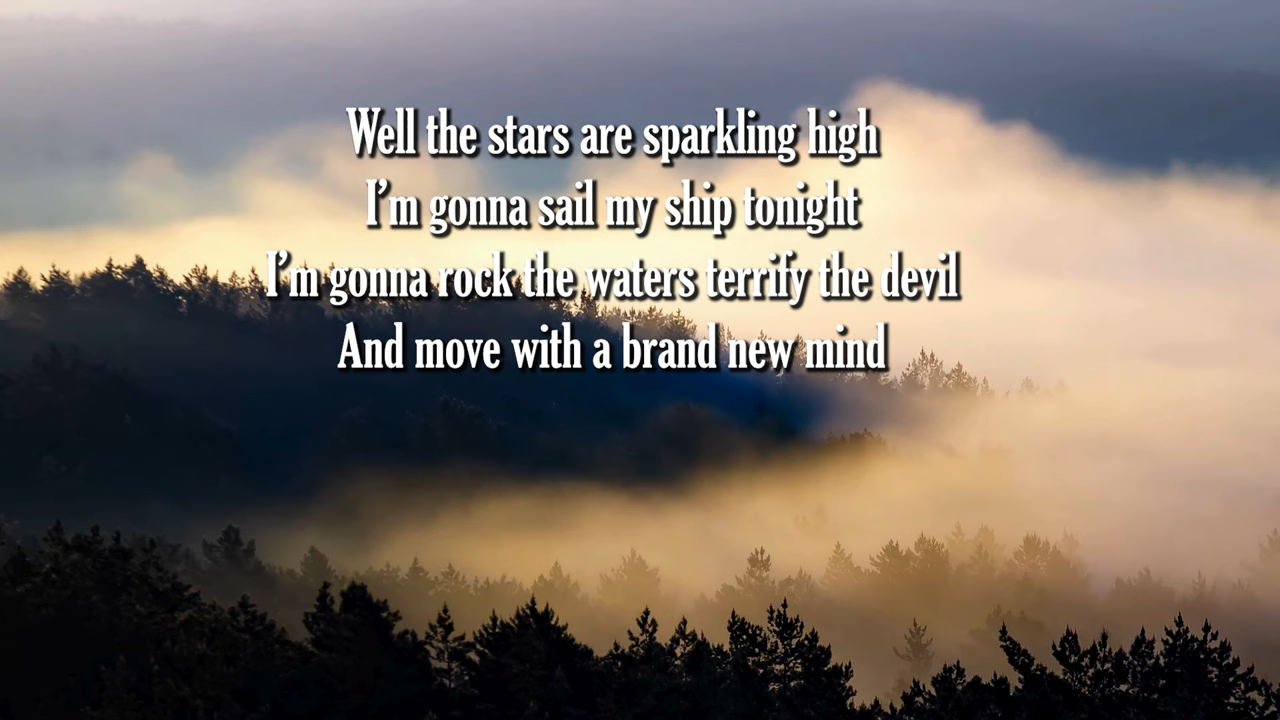 Well the stars are sparkling high
I'm gonna sail my ship tonight
I'm gonna rock the waters terrify the devil
And move with a brand new mind